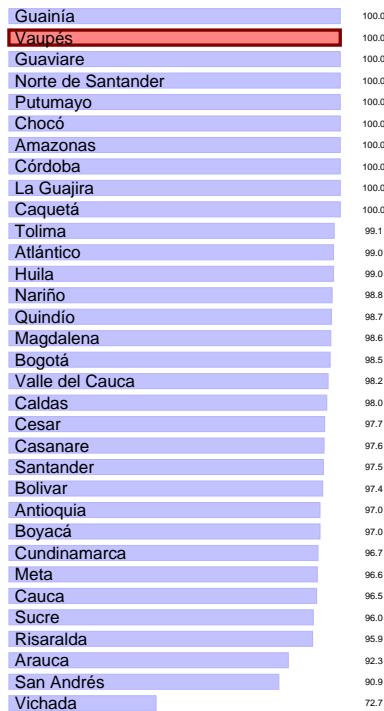 Guainía 100.0
Vaupés 100.0
Guaviare 100.0
Norte de Santander 100.0
Putumayo 100.0
Chocó 100.0
Amazonas 100.0
Córdoba 100.0
La Guajira 100.0
Caquetá 100.0
Tolima 99.1
Atlántico 99.0
Huila 99.0
Nariño 98.8
Quindío 98.7
Magdalena 98.6
Bogotá 98.5
Valle del Cauca 98.2
Caldas 98.0
Cesar 97.7
Casanare 97.6
Santander 97.5
Bolivar 97.4
Antioquia 97.0
Boyacá 97.0
Cundinamarca 96.7
Meta 96.6
Cauca 96.5
Sucre 96.0
Risaralda 95.9
Arauca 92.3
San Andrés 90.9
Vichada 72.7